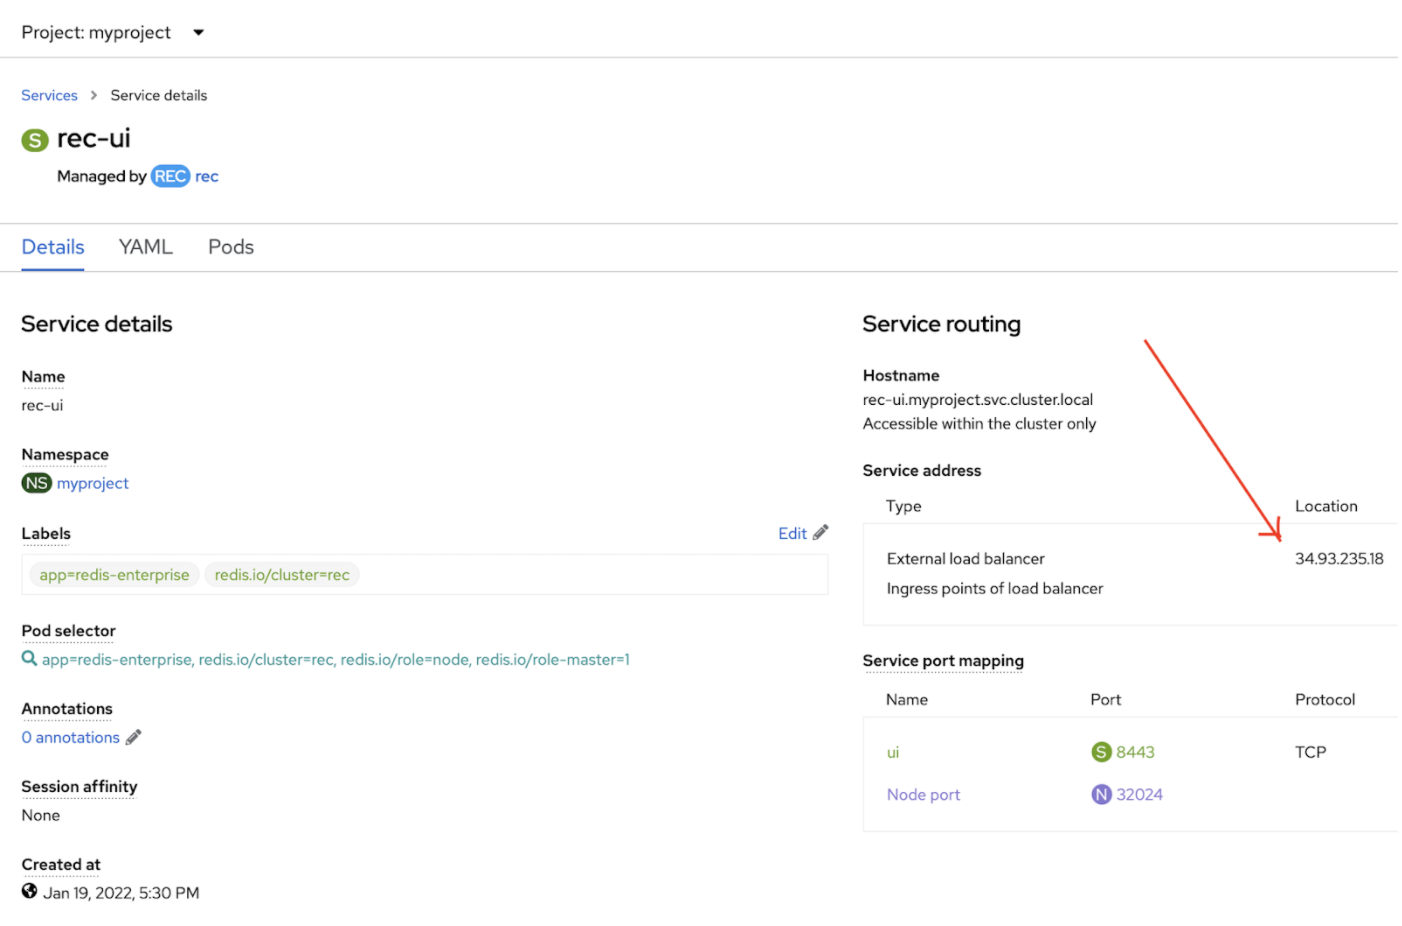 Project: myproject
Services > Service details
S rec-ui
Managed by REC rec
Details YAML Pods
Service details
Name
rec-ui
Namespace
NS myproject
Labels
Edit
app=redis-enterprise redis.io/cluster=rec
Pod selector
app=redis-enterprise, redis.io/cluster=rec, redis.io/role=node, redis.io/role-master=1
Annotations
0 annotations
Session affinity
None
Created at
Jan 19, 2022, 5:30 PM
Service routing
Hostname
rec-ui.myproject.svc.cluster.local
Accessible within the cluster only
Service address
Type Location
External load balancer 34.93.235.18
Ingress points of load balancer
Service port mapping
Name Port Protocol
ui S 8443 TCP
Node port N 32024